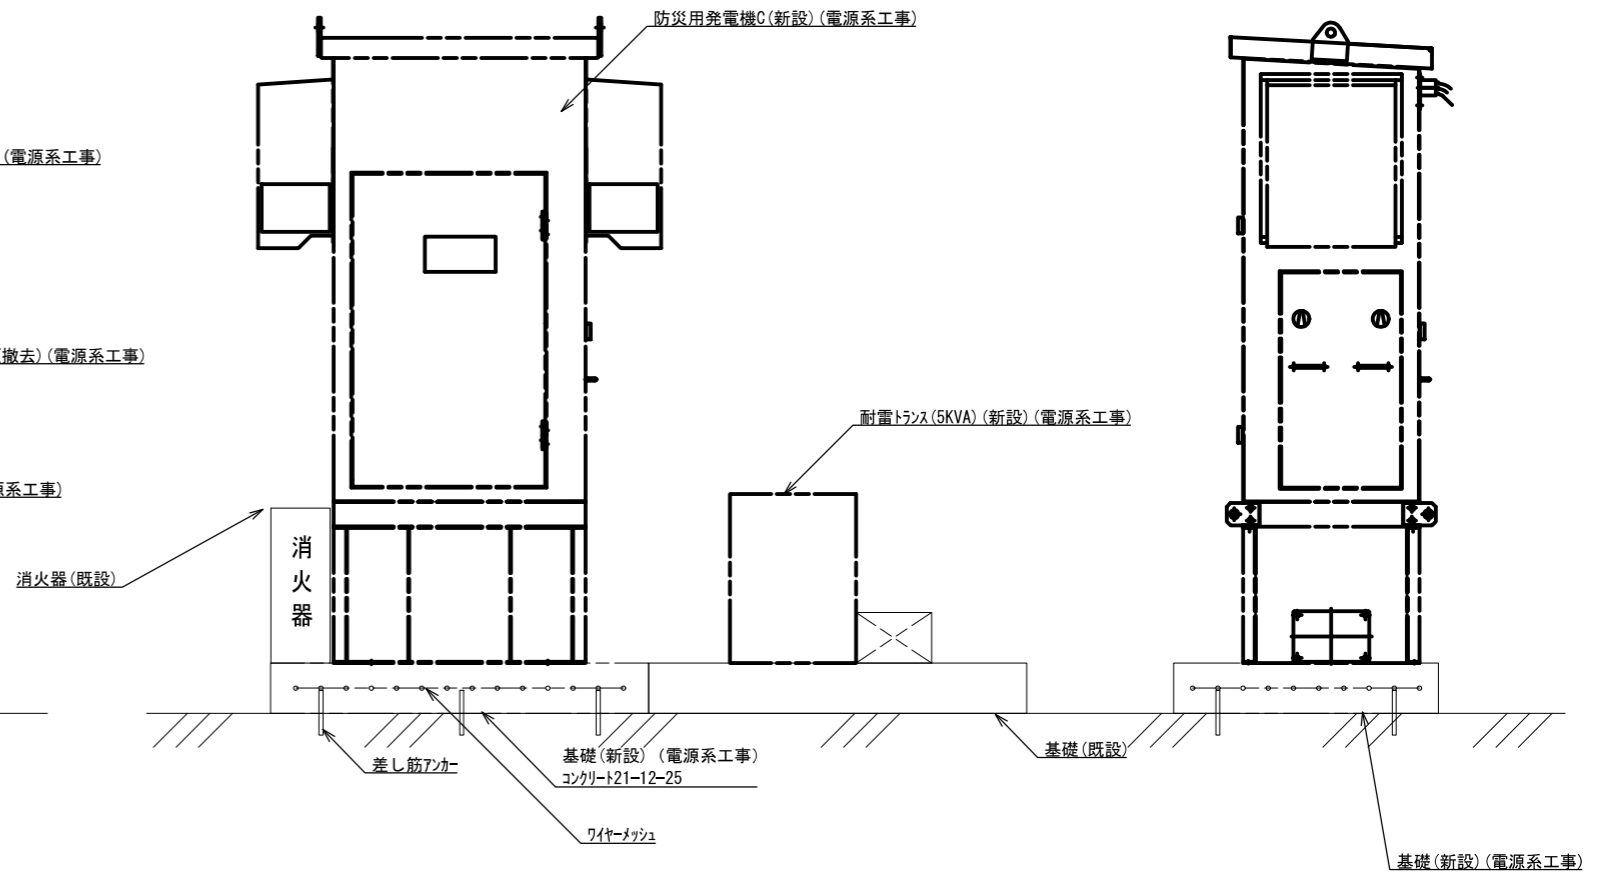 防災用発電機C(新設)(電源系工事)
(電源系工事)
(撤去)(電源系工事)
耐雷トランス(5KVA)(新設)(電源系工事)
源系工事)
消火器
消火器(既設)
基礎(新設) (電源系工事)
コンクリート21-12-25
基礎(既設)
差し筋アンカー
ワイヤーメッシュ
基礎(新設)(電源系工事)